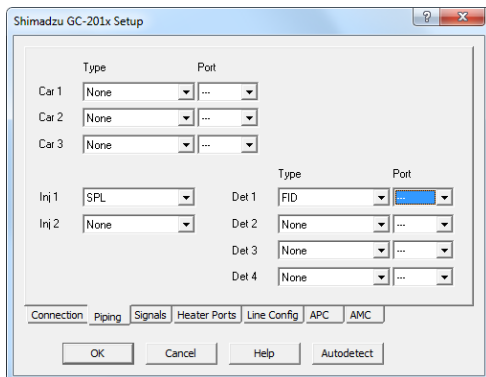 Shimadzu GC-201x Setup ? X
Type Port
Car 1 None ---
Car 2 None ---
Car 3 None ---
Type Port
Inj 1 SPL Det 1 FID ---
Inj 2 None Det 2 None ---
Det 3 None ---
Det 4 None ---
Connection Piping Signals Heater Ports Line Config APC AMC
OK Cancel Help Autodetect